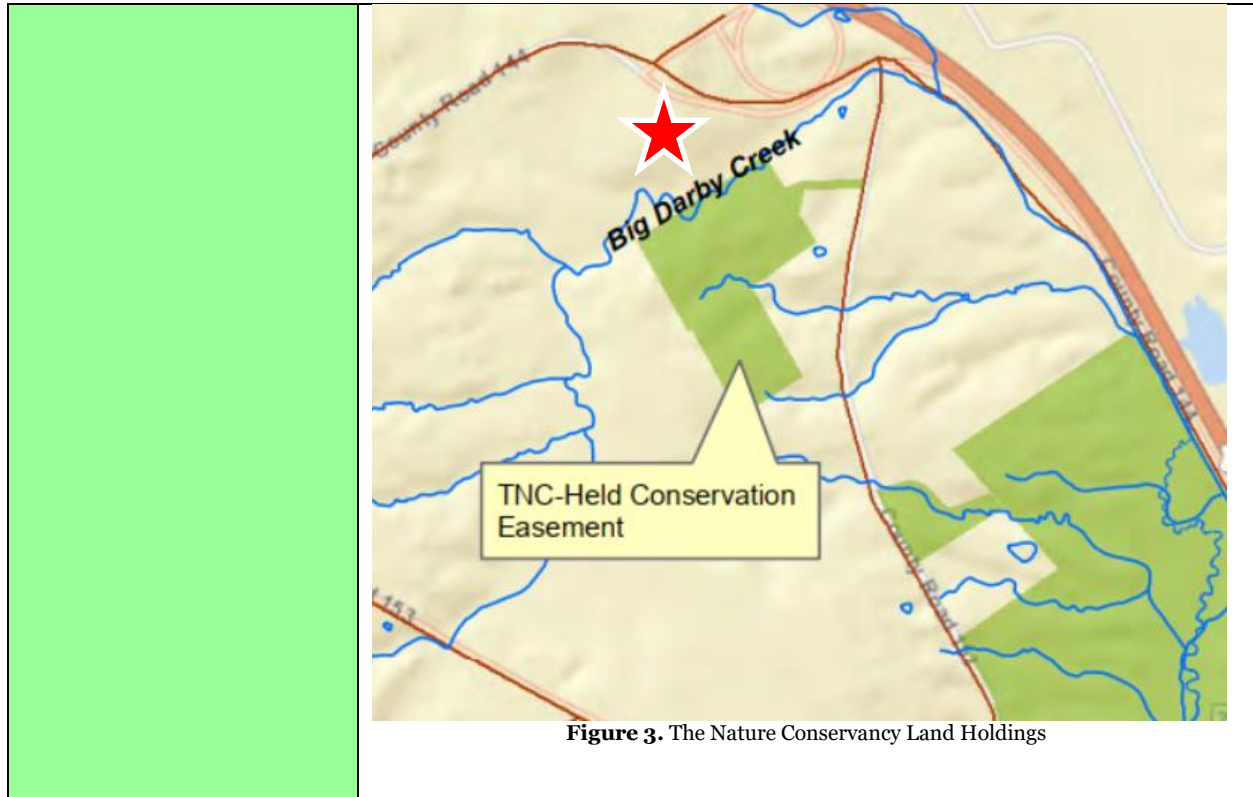 County Road 144
Big Darby Creek
County Road 144
TNC-Held Conservation
Easement
County Road
153
Figure 3. The Nature Conservancy Land Holdings